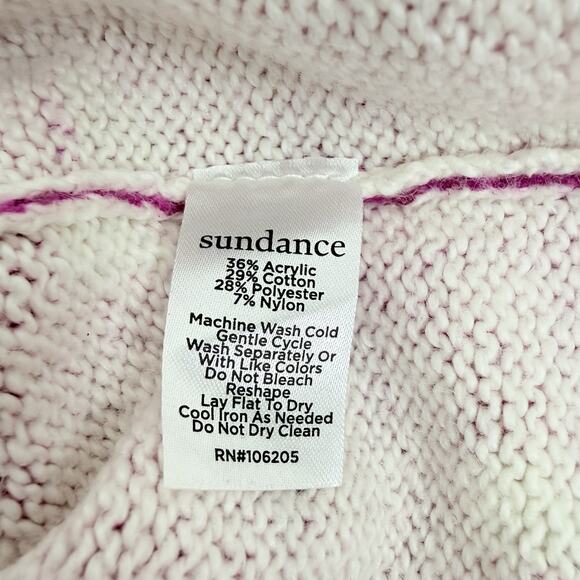 sundance
36% Acrylic
29% Cotton
28% Polyester
7% Nylon
Machine Wash Cold
Gentle Cycle
Wash Separately Or
With Like Colors
Do Not Bleach
Reshape
Lay Flat To Dry
Cool Iron As Needed
Do Not Dry Clean
RN#106205